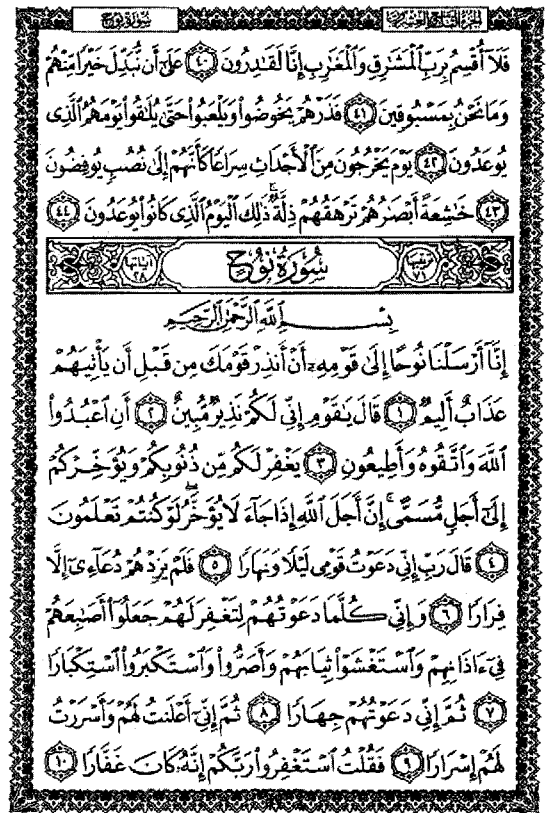 سُورَةُ نُوحٍ الجزء التاسع والعشرون
فَلَآ أُقْسِمُ بِرَبِّ ٱلْمَشَٰرِقِ وَٱلْمَغَٰرِبِ إِنَّا لَقَٰدِرُونَ ٤٠ عَلَىٰٓ أَن نُّبَدِّلَ خَيْرًا مِّنْهُمْ
وَمَا نَحْنُ بِمَسْبُوقِينَ ٤١ فَذَرْهُمْ يَخُوضُوا۟ وَيَلْعَبُوا۟ حَتَّىٰ يُلَٰقُوا۟ يَوْمَهُمُ ٱلَّذِى
يُوعَدُونَ ٤٢ يَوْمَ يَخْرُجُونَ مِنَ ٱلْأَجْدَاثِ سِرَاعًا كَأَنَّهُمْ إِلَىٰ نُصُبٍ يُوفِضُونَ
٤٣ خَٰشِعَةً أَبْصَٰرُهُمْ تَرْهَقُهُمْ ذِلَّةٌ ۚ ذَٰلِكَ ٱلْيَوْمُ ٱلَّذِى كَانُوا۟ يُوعَدُونَ ٤٤
سُورَةُ نُوحٍ آياتها ٢٨
بِسْمِ ٱللَّهِ ٱلرَّحْمَٰنِ ٱلرَّحِيمِ
إِنَّآ أَرْسَلْنَا نُوحًا إِلَىٰ قَوْمِهِۦٓ أَنْ أَنذِرْ قَوْمَكَ مِن قَبْلِ أَن يَأْتِيَهُمْ
عَذَابٌ أَلِيمٌ ١ قَالَ يَٰقَوْمِ إِنِّى لَكُمْ نَذِيرٌ مُّبِينٌ ٢ أَنِ ٱعْبُدُوا۟
ٱللَّهَ وَٱتَّقُوهُ وَأَطِيعُونِ ٣ يَغْفِرْ لَكُم مِّن ذُنُوبِكُمْ وَيُؤَخِّرْكُمْ
إِلَىٰٓ أَجَلٍ مُّسَمًّى ۚ إِنَّ أَجَلَ ٱللَّهِ إِذَا جَآءَ لَا يُؤَخَّرُ ۖ لَوْ كُنتُمْ تَعْلَمُونَ
٤ قَالَ رَبِّ إِنِّى دَعَوْتُ قَوْمِى لَيْلًا وَنَهَارًا ٥ فَلَمْ يَزِدْهُمْ دُعَآءِىٓ إِلَّا
فِرَارًا ٦ وَإِنِّى كُلَّمَا دَعَوْتُهُمْ لِتَغْفِرَ لَهُمْ جَعَلُوٓا۟ أَصَٰبِعَهُمْ
فِىٓ ءَاذَانِهِمْ وَٱسْتَغْشَوْا۟ ثِيَابَهُمْ وَأَصَرُّوا۟ وَٱسْتَكْبَرُوا۟ ٱسْتِكْبَارًا
٧ ثُمَّ إِنِّى دَعَوْتُهُمْ جِهَارًا ٨ ثُمَّ إِنِّىٓ أَعْلَنتُ لَهُمْ وَأَسْرَرْتُ
لَهُمْ إِسْرَارًا ٩ فَقُلْتُ ٱسْتَغْفِرُوا۟ رَبَّكُمْ إِنَّهُۥ كَانَ غَفَّارًا ١٠